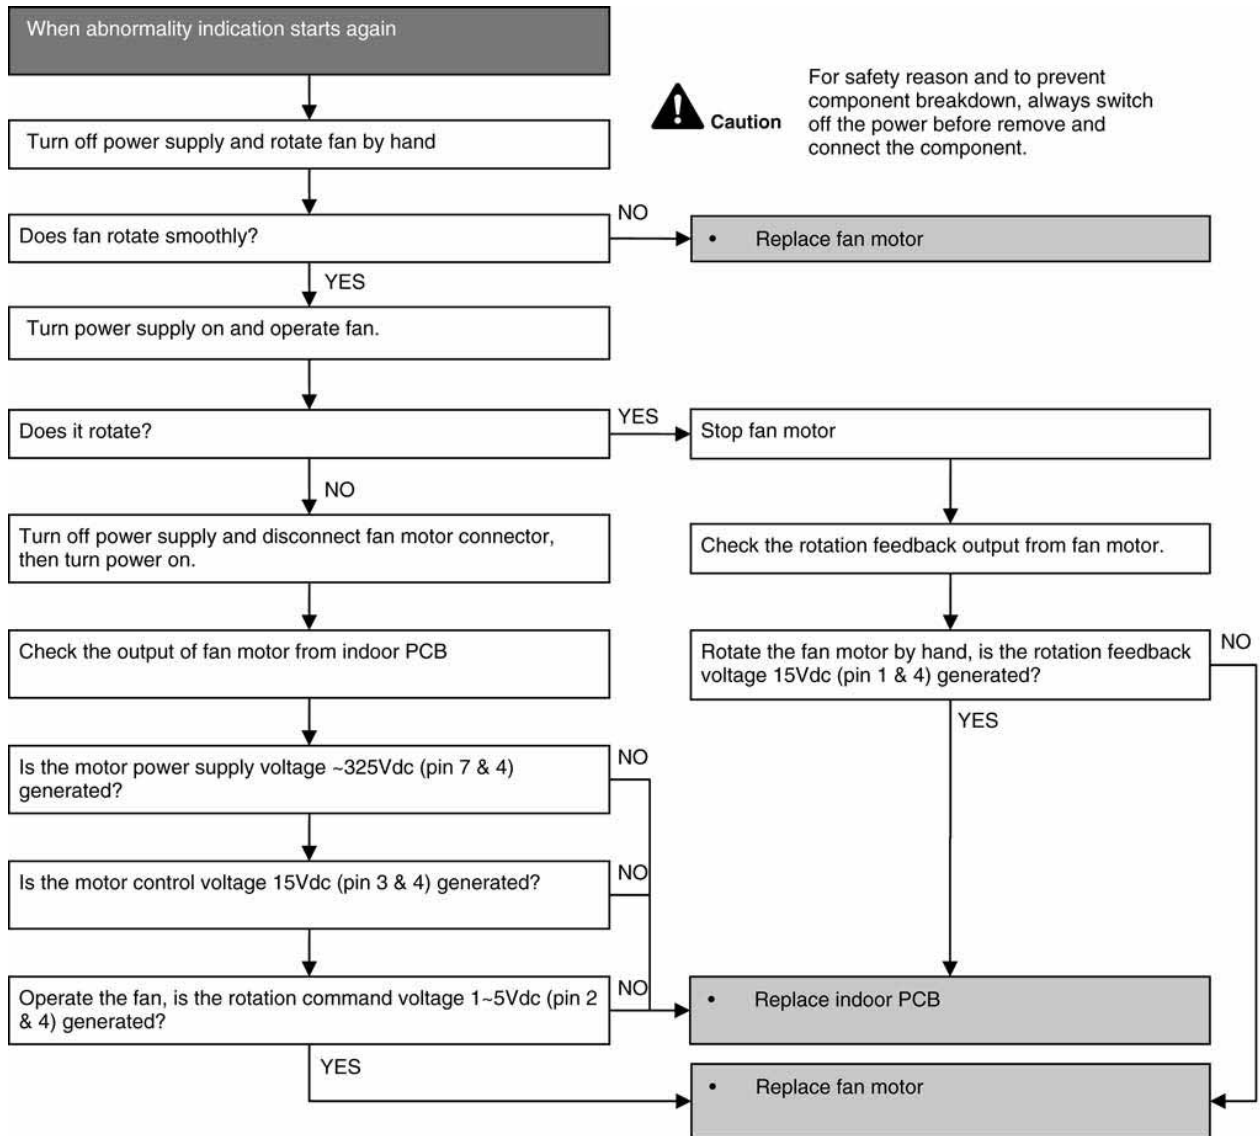 When abnormality indication starts again
For safety reason and to prevent
component breakdown, always switch
off the power before remove and
connect the component.
Caution
Turn off power supply and rotate fan by hand
Does fan rotate smoothly?
NO
• Replace fan motor
YES
Turn power supply on and operate fan.
Does it rotate?
YES
Stop fan motor
NO
Turn off power supply and disconnect fan motor connector,
then turn power on.
Check the rotation feedback output from fan motor.
Check the output of fan motor from indoor PCB
Rotate the fan motor by hand, is the rotation feedback
voltage 15Vdc (pin 1 & 4) generated?
NO
YES
Is the motor power supply voltage ~325Vdc (pin 7 & 4)
generated?
NO
Is the motor control voltage 15Vdc (pin 3 & 4) generated?
NO
Operate the fan, is the rotation command voltage 1~5Vdc (pin 2
& 4) generated?
NO
• Replace indoor PCB
YES
• Replace fan motor